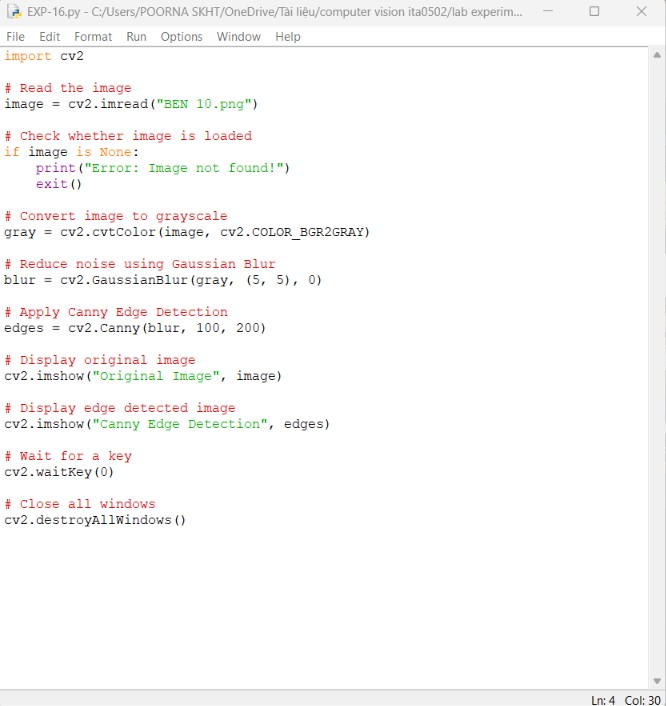 EXP-16.py - C:/Users/POORNA SKHT/OneDrive/Tài liệu/computer vision ita0502/lab experim...
File Edit Format Run Options Window Help
import cv2
# Read the image
image = cv2.imread("BEN 10.png")
# Check whether image is loaded
if image is None:
    print("Error: Image not found!")
    exit()
# Convert image to grayscale
gray = cv2.cvtColor(image, cv2.COLOR_BGR2GRAY)
# Reduce noise using Gaussian Blur
blur = cv2.GaussianBlur(gray, (5, 5), 0)
# Apply Canny Edge Detection
edges = cv2.Canny(blur, 100, 200)
# Display original image
cv2.imshow("Original Image", image)
# Display edge detected image
cv2.imshow("Canny Edge Detection", edges)
# Wait for a key
cv2.waitKey(0)
# Close all windows
cv2.destroyAllWindows()
Ln: 4 Col: 30